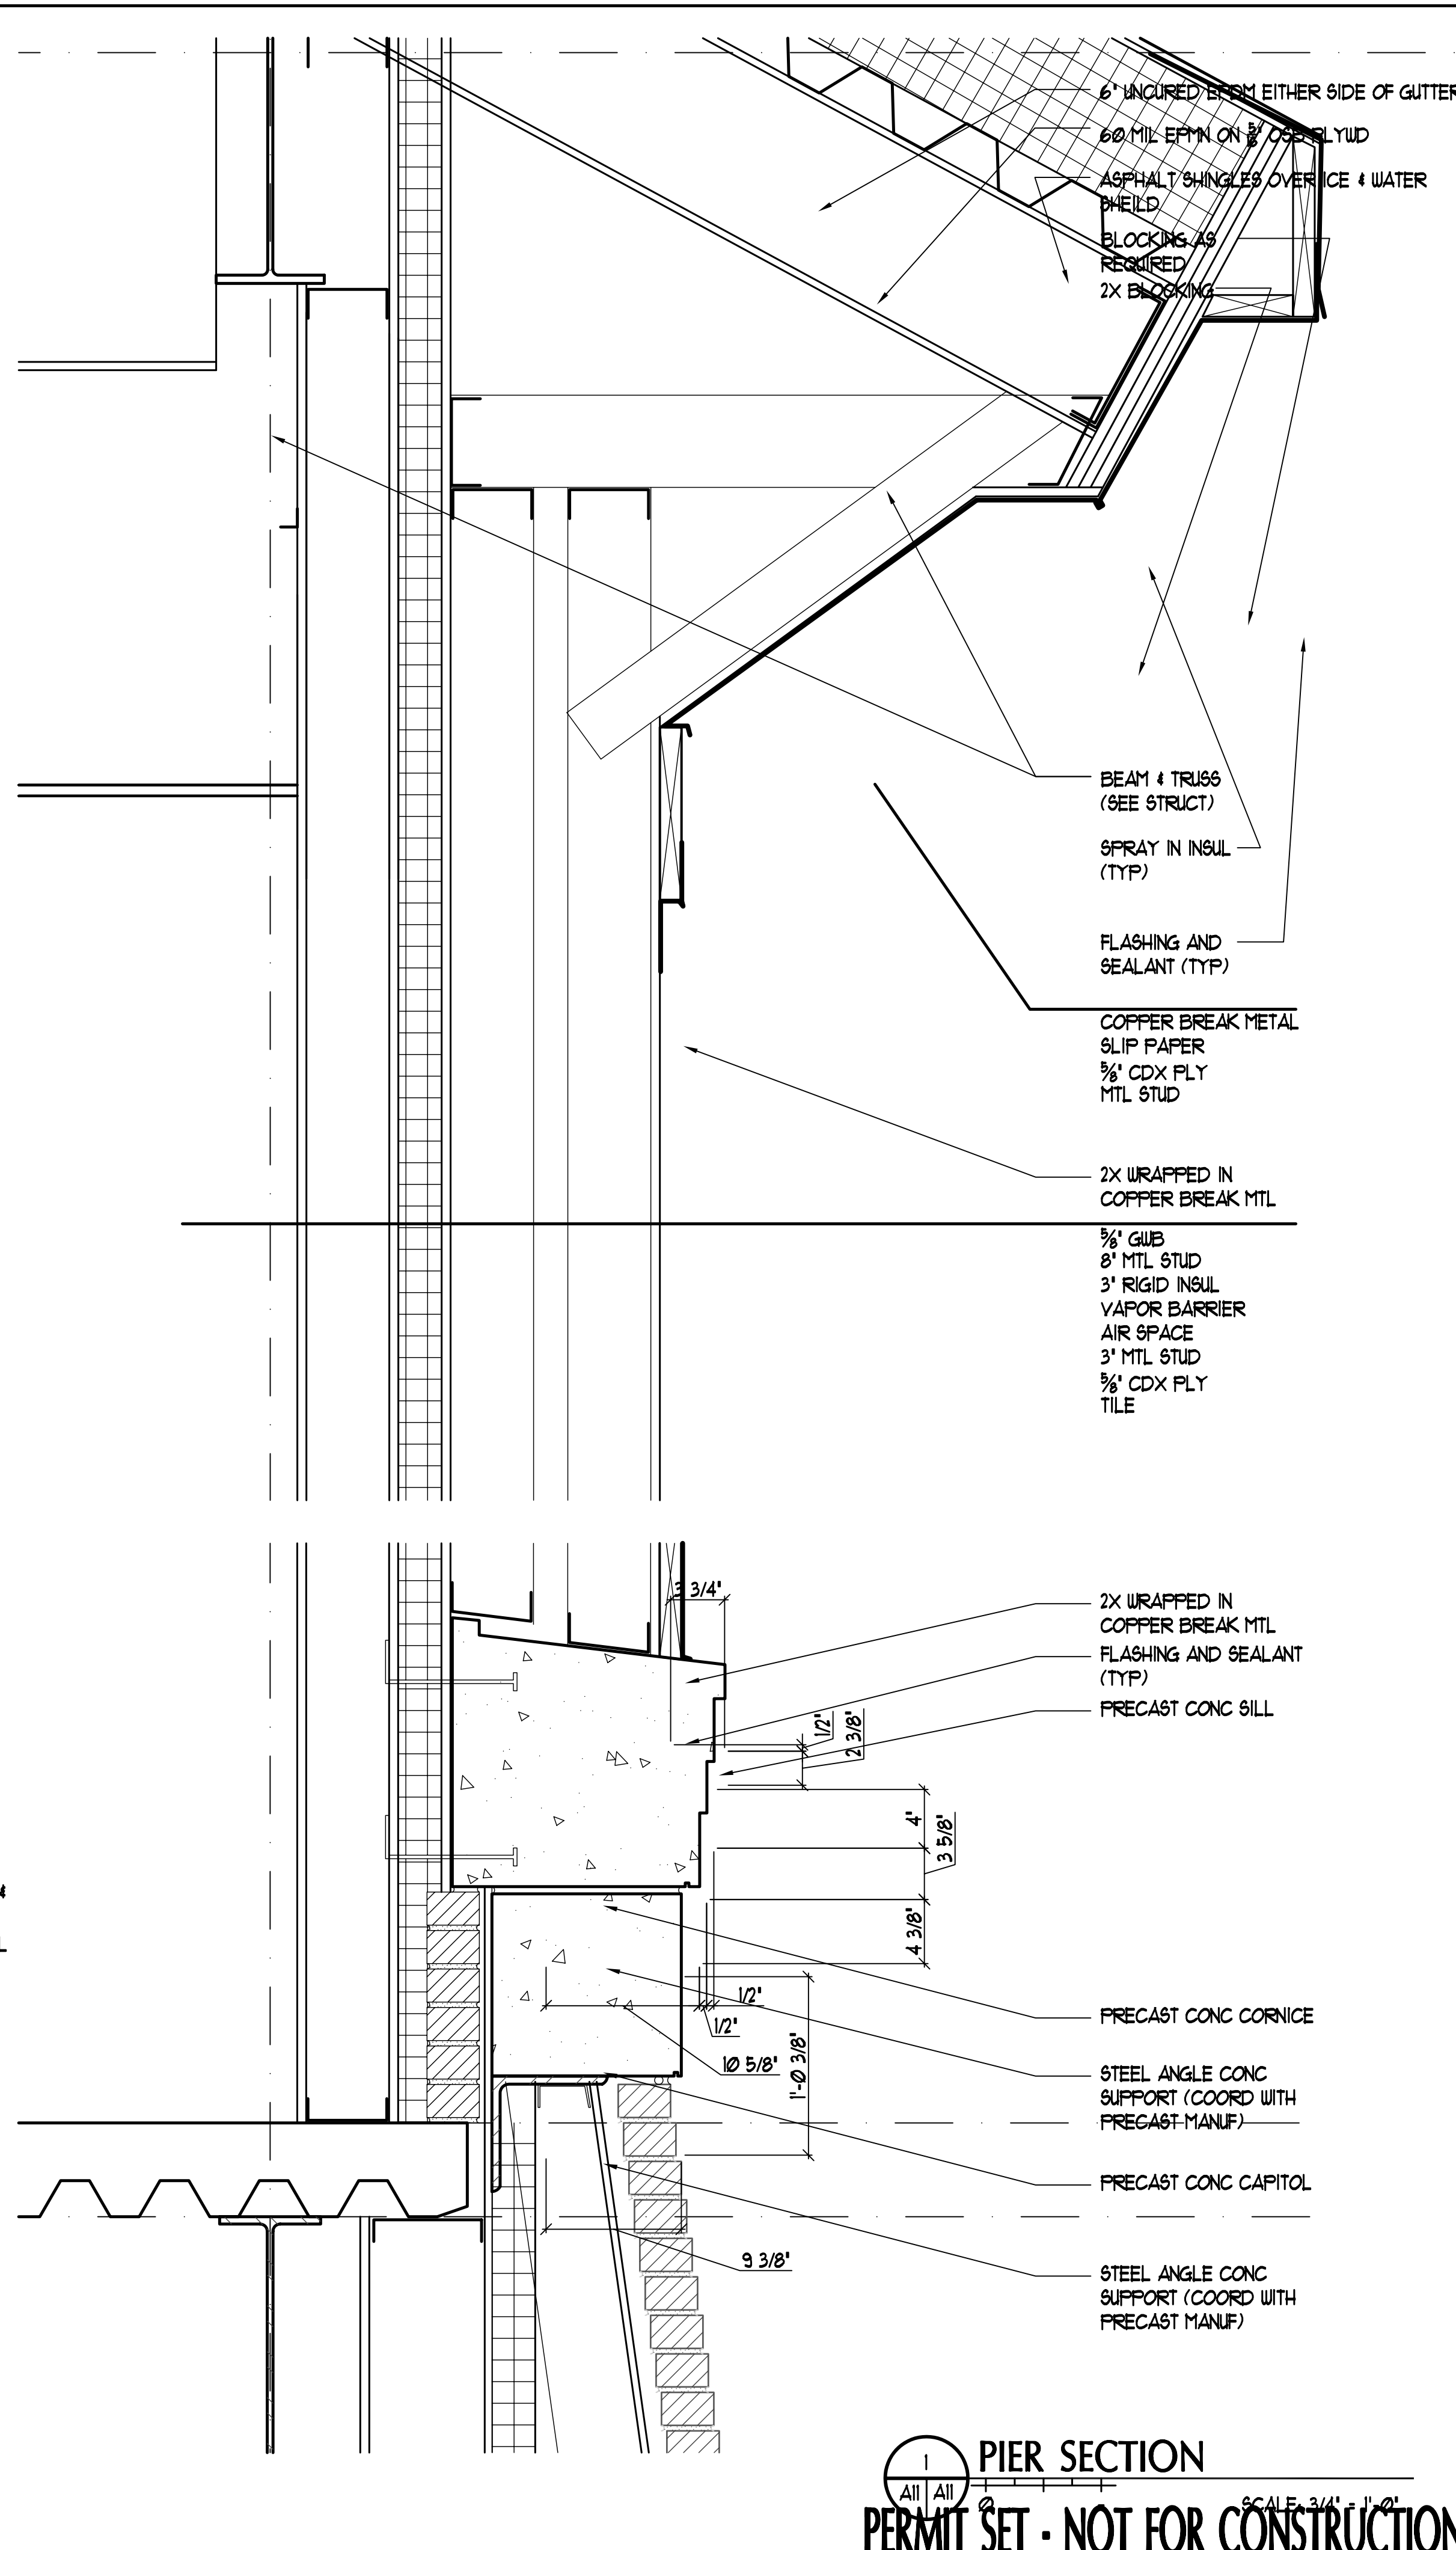 6" UNCURED EPDM EITHER SIDE OF GUTTER
60 MIL EPMN ON 5/8" OSB PLYWD
ASPHALT SHINGLES OVER ICE & WATER
SHEILD
BLOCKING AS
REQUIRED
2X BLOCKING
BEAM & TRUSS
(SEE STRUCT)
SPRAY IN INSUL
(TYP)
FLASHING AND
SEALANT (TYP)
COPPER BREAK METAL
SLIP PAPER
5/8" CDX PLY
MTL STUD
2X WRAPPED IN
COPPER BREAK MTL
5/8" GWB
8" MTL STUD
3" RIGID INSUL
VAPOR BARRIER
AIR SPACE
3" MTL STUD
5/8" CDX PLY
TILE
3 3/4"
2X WRAPPED IN
COPPER BREAK MTL
FLASHING AND SEALANT
(TYP)
PRECAST CONC SILL
1/2"
2 3/8"
4"
3 5/8"
4 3/8"
1/2"
1/2"
10 5/8"
1'-0 3/8"
PRECAST CONC CORNICE
STEEL ANGLE CONC
SUPPORT (COORD WITH
PRECAST MANUF)
PRECAST CONC CAPITOL
9 3/8"
STEEL ANGLE CONC
SUPPORT (COORD WITH
PRECAST MANUF)
1
A11 A11
PIER SECTION
0
SCALE: 3/4" = 1'-0"
PERMIT SET - NOT FOR CONSTRUCTION